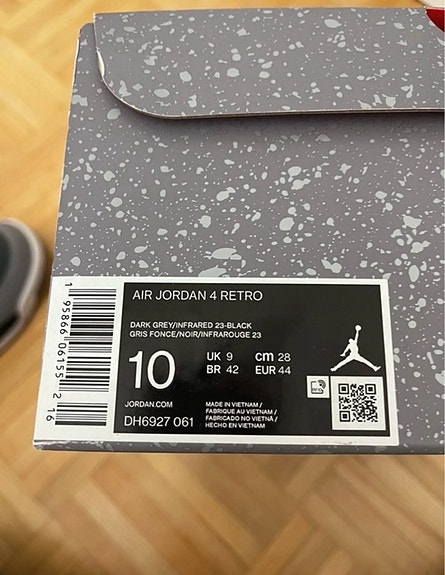 AIR JORDAN 4 RETRO
DARK GREY/INFRARED 23-BLACK
GRIS FONCE/NOIR/INFRAROUGE 23
10
UK 9 cm 28
BR 42 EUR 44
JORDAN.COM
DH6927 061
MADE IN VIETNAM /
FABRIQUE AU VIETNAM /
FABRICADO NO VIETNÃ /
HECHO EN VIETNAM
1 95866 06155 2 16